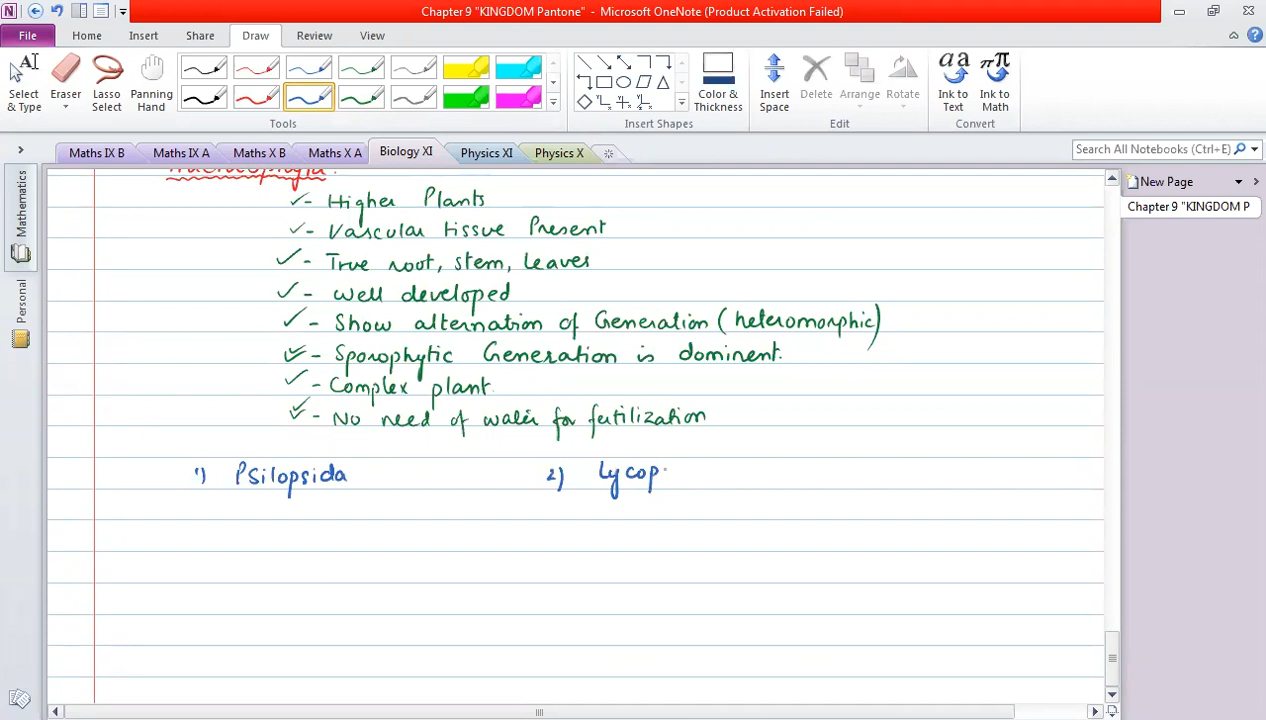 Chapter 9 "KINGDOM Pantone" - Microsoft OneNote (Product Activation Failed)
File Home Insert Share Draw Review View
Select & Type Eraser Lasso Select Panning Hand Color & Thickness Insert Space Delete Arrange Rotate Ink to Text Ink to Math
Tools Insert Shapes Edit Convert
Maths IX B Maths IX A Maths X B Maths X A Biology XI Physics XI Physics X Search All Notebooks (Ctrl+E)
New Page
Chapter 9 "KINGDOM P
Mathematics
Personal
- Higher Plants
- Vascular tissue Present
- True root, stem, leaves
- Well developed
- Show alternation of Generation (heteromorphic)
- Sporophytic Generation is dominent.
- Complex plant
- No need of water for fertilization
1) Psilopsida 2) Lycop